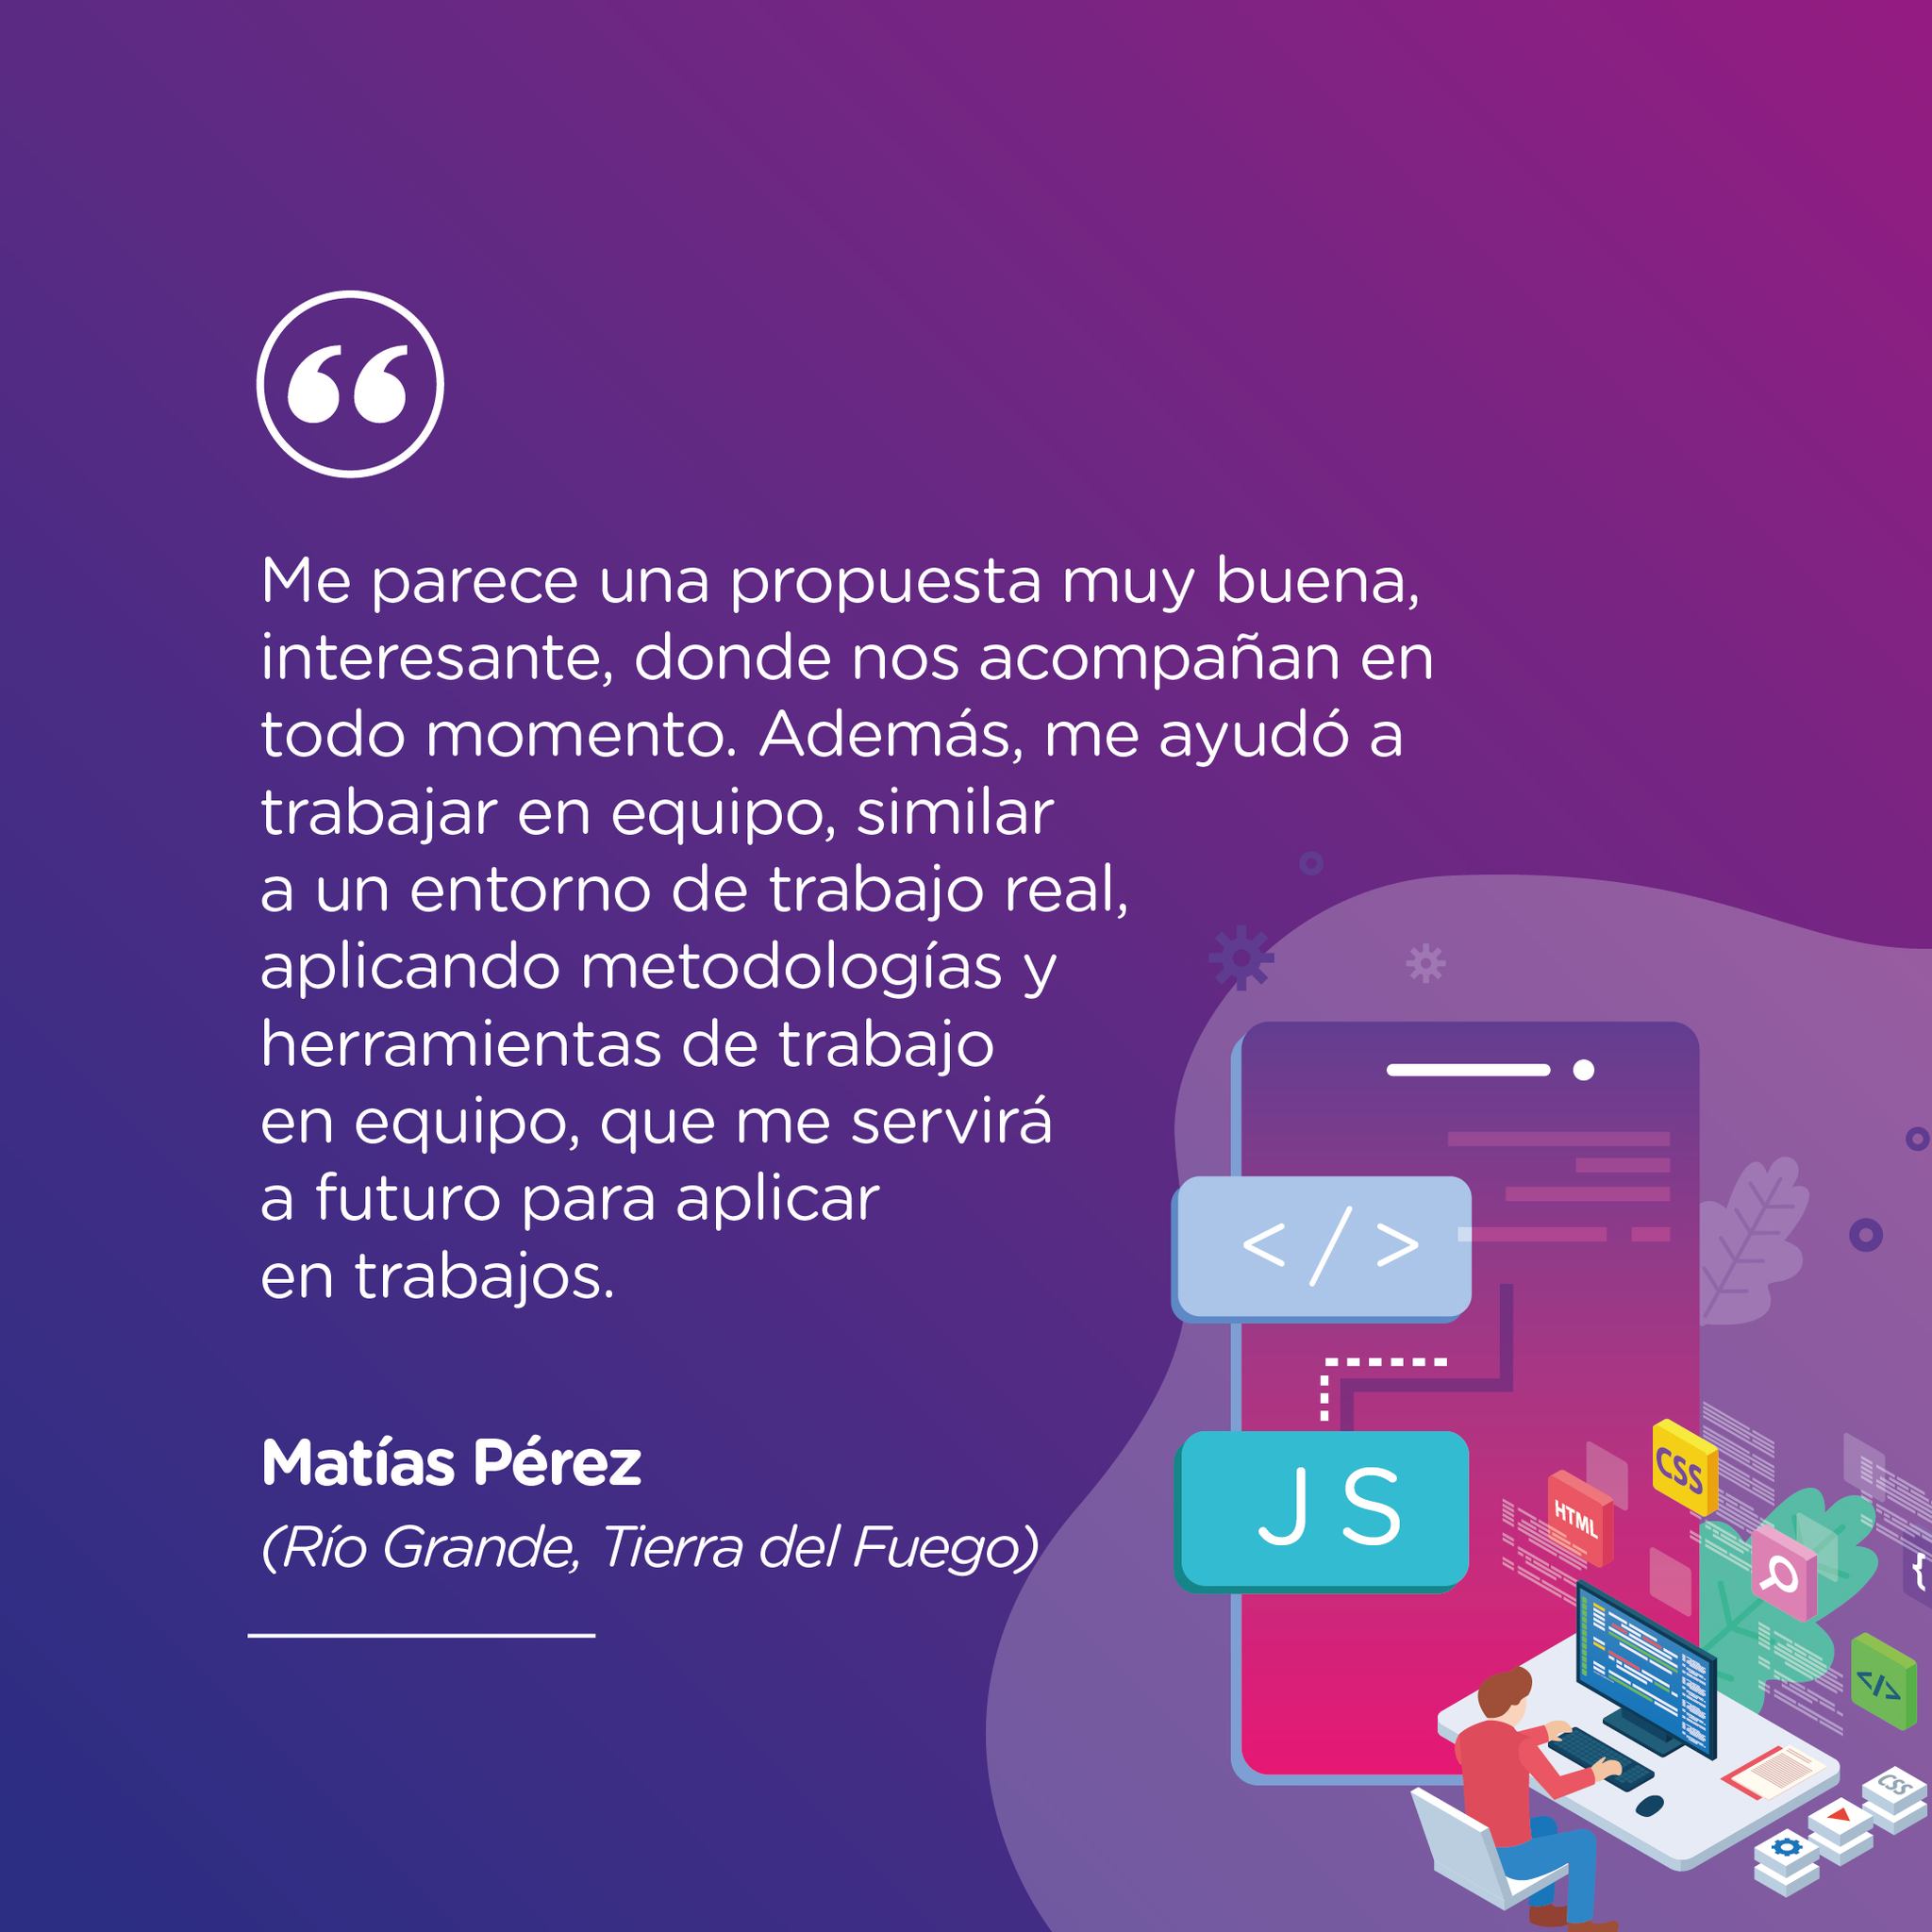 “
Me parece una propuesta muy buena,
interesante, donde nos acompañan en
todo momento. Además, me ayudó a
trabajar en equipo, similar
a un entorno de trabajo real,
aplicando metodologías y
herramientas de trabajo
en equipo, que me servirá
a futuro para aplicar
en trabajos.
Matías Pérez
(Río Grande, Tierra del Fuego)
</>
JS
CSS
HTML
{
</>
CSS